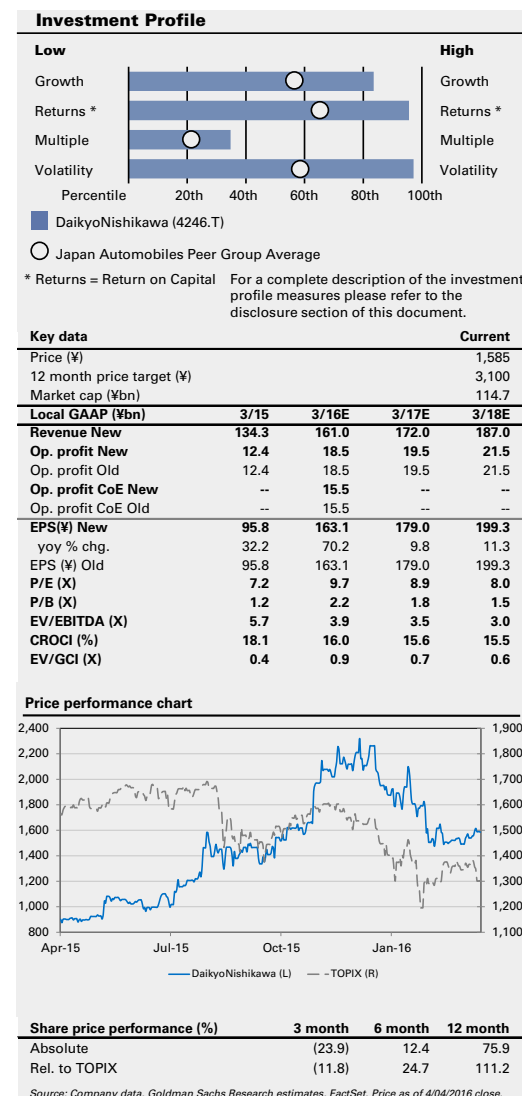 Investment Profile
Low High
Growth Growth
Returns * Returns *
Multiple Multiple
Volatility Volatility
Percentile 20th 40th 60th 80th 100th
DaikyoNishikawa (4246.T)
Japan Automobiles Peer Group Average
* Returns = Return on Capital For a complete description of the investment
profile measures please refer to the
disclosure section of this document.
Key data Current
Price (¥) 1,585
12 month price target (¥) 3,100
Market cap (¥bn) 114.7
Local GAAP (¥bn) 3/15 3/16E 3/17E 3/18E
Revenue New 134.3 161.0 172.0 187.0
Op. profit New 12.4 18.5 19.5 21.5
Op. profit Old 12.4 18.5 19.5 21.5
Op. profit CoE New -- 15.5 -- --
Op. profit CoE Old -- 15.5 -- --
EPS(¥) New 95.8 163.1 179.0 199.3
yoy % chg. 32.2 70.2 9.8 11.3
EPS (¥) Old 95.8 163.1 179.0 199.3
P/E (X) 7.2 9.7 8.9 8.0
P/B (X) 1.2 2.2 1.8 1.5
EV/EBITDA (X) 5.7 3.9 3.5 3.0
CROCI (%) 18.1 16.0 15.6 15.5
EV/GCI (X) 0.4 0.9 0.7 0.6
Price performance chart
2,400 1,900
2,200 1,800
2,000 1,700
1,800 1,600
1,600 1,500
1,400 1,400
1,200 1,300
1,000 1,200
800 1,100
Apr-15 Jul-15 Oct-15 Jan-16
DaikyoNishikawa (L) TOPIX (R)
Share price performance (%) 3 month 6 month 12 month
Absolute (23.9) 12.4 75.9
Rel. to TOPIX (11.8) 24.7 111.2
Source: Company data, Goldman Sachs Research estimates, FactSet. Price as of 4/04/2016 close.